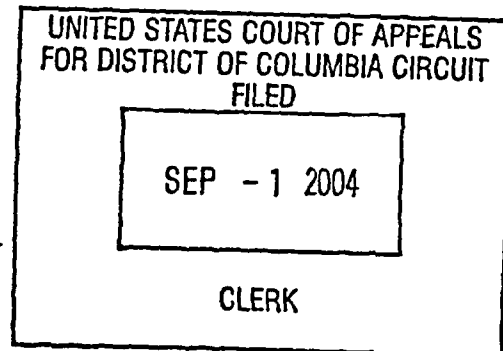 UNITED STATES COURT OF APPEALS
FOR DISTRICT OF COLUMBIA CIRCUIT
FILED
SEP - 1 2004
CLERK